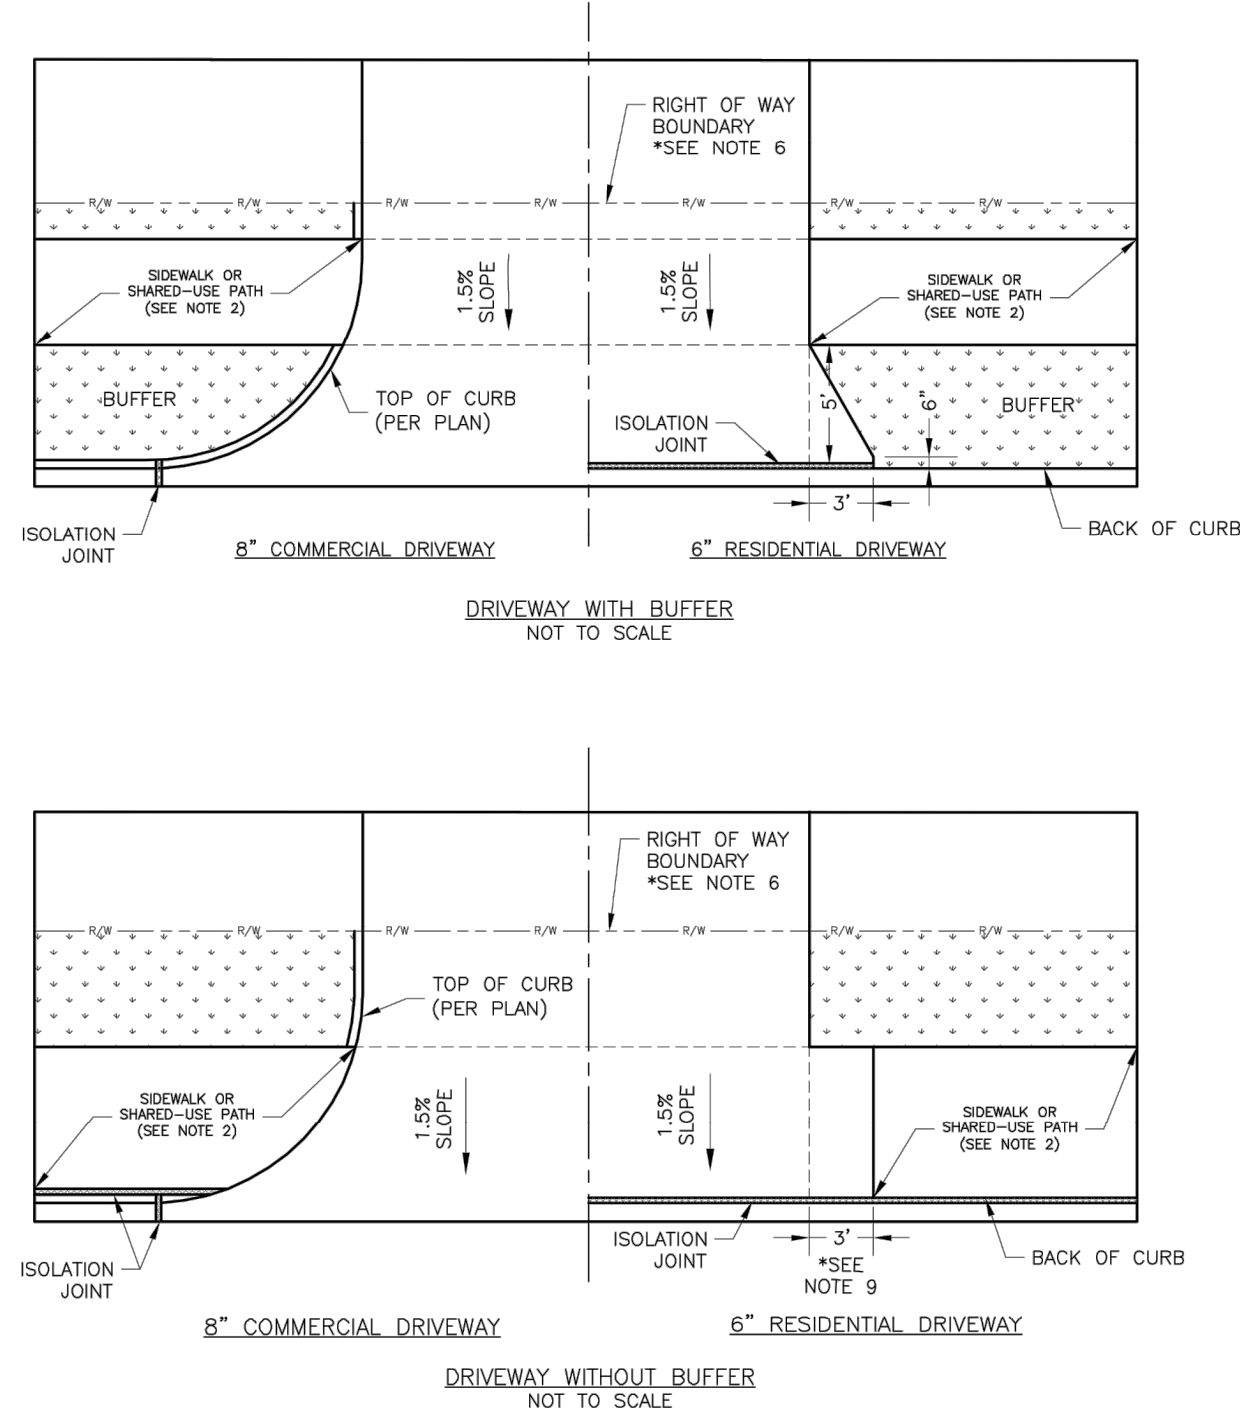 RIGHT OF WAY
BOUNDARY
*SEE NOTE 6
R/W R/W R/W R/W R/W R/W R/W
SIDEWALK OR
SHARED-USE PATH
(SEE NOTE 2)
1.5%
SLOPE
1.5%
SLOPE
SIDEWALK OR
SHARED-USE PATH
(SEE NOTE 2)
BUFFER
TOP OF CURB
(PER PLAN)
ISOLATION
JOINT
5'
6"
BUFFER
3'
ISOLATION
JOINT
BACK OF CURB
8" COMMERCIAL DRIVEWAY
6" RESIDENTIAL DRIVEWAY
DRIVEWAY WITH BUFFER
NOT TO SCALE
RIGHT OF WAY
BOUNDARY
*SEE NOTE 6
R/W R/W R/W R/W R/W R/W R/W
TOP OF CURB
(PER PLAN)
SIDEWALK OR
SHARED-USE PATH
(SEE NOTE 2)
1.5%
SLOPE
1.5%
SLOPE
SIDEWALK OR
SHARED-USE PATH
(SEE NOTE 2)
ISOLATION
JOINT
ISOLATION
JOINT
3'
*SEE
NOTE 9
BACK OF CURB
8" COMMERCIAL DRIVEWAY
6" RESIDENTIAL DRIVEWAY
DRIVEWAY WITHOUT BUFFER
NOT TO SCALE